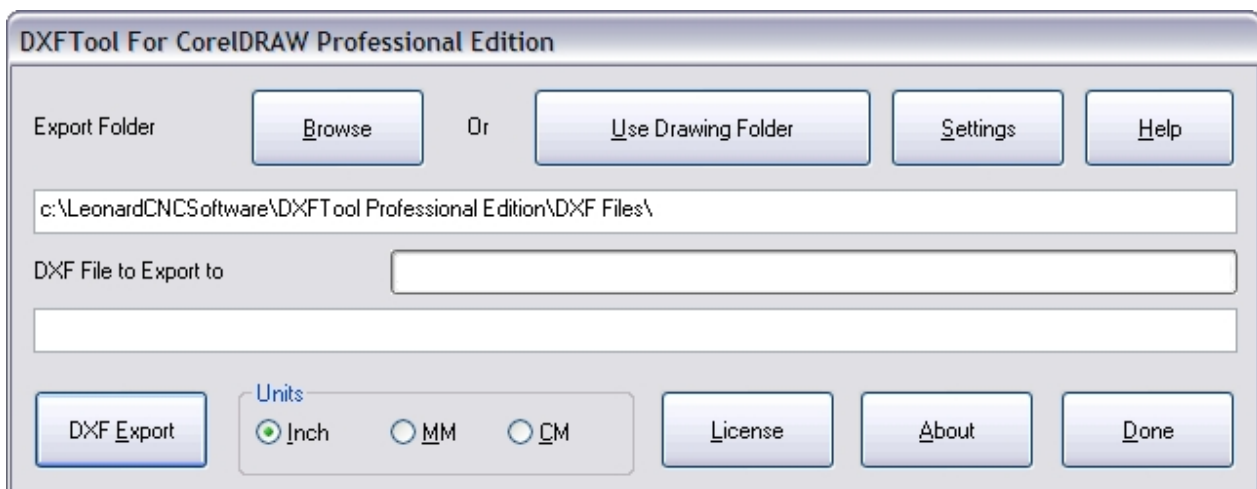 DXFTool For CorelDRAW Professional Edition
Export Folder Browse Or Use Drawing Folder Settings Help
c:\LeonardCNCSoftware\DXFTool Professional Edition\DXF Files\
DXF File to Export to
Units
DXF Export Inch MM CM License About Done